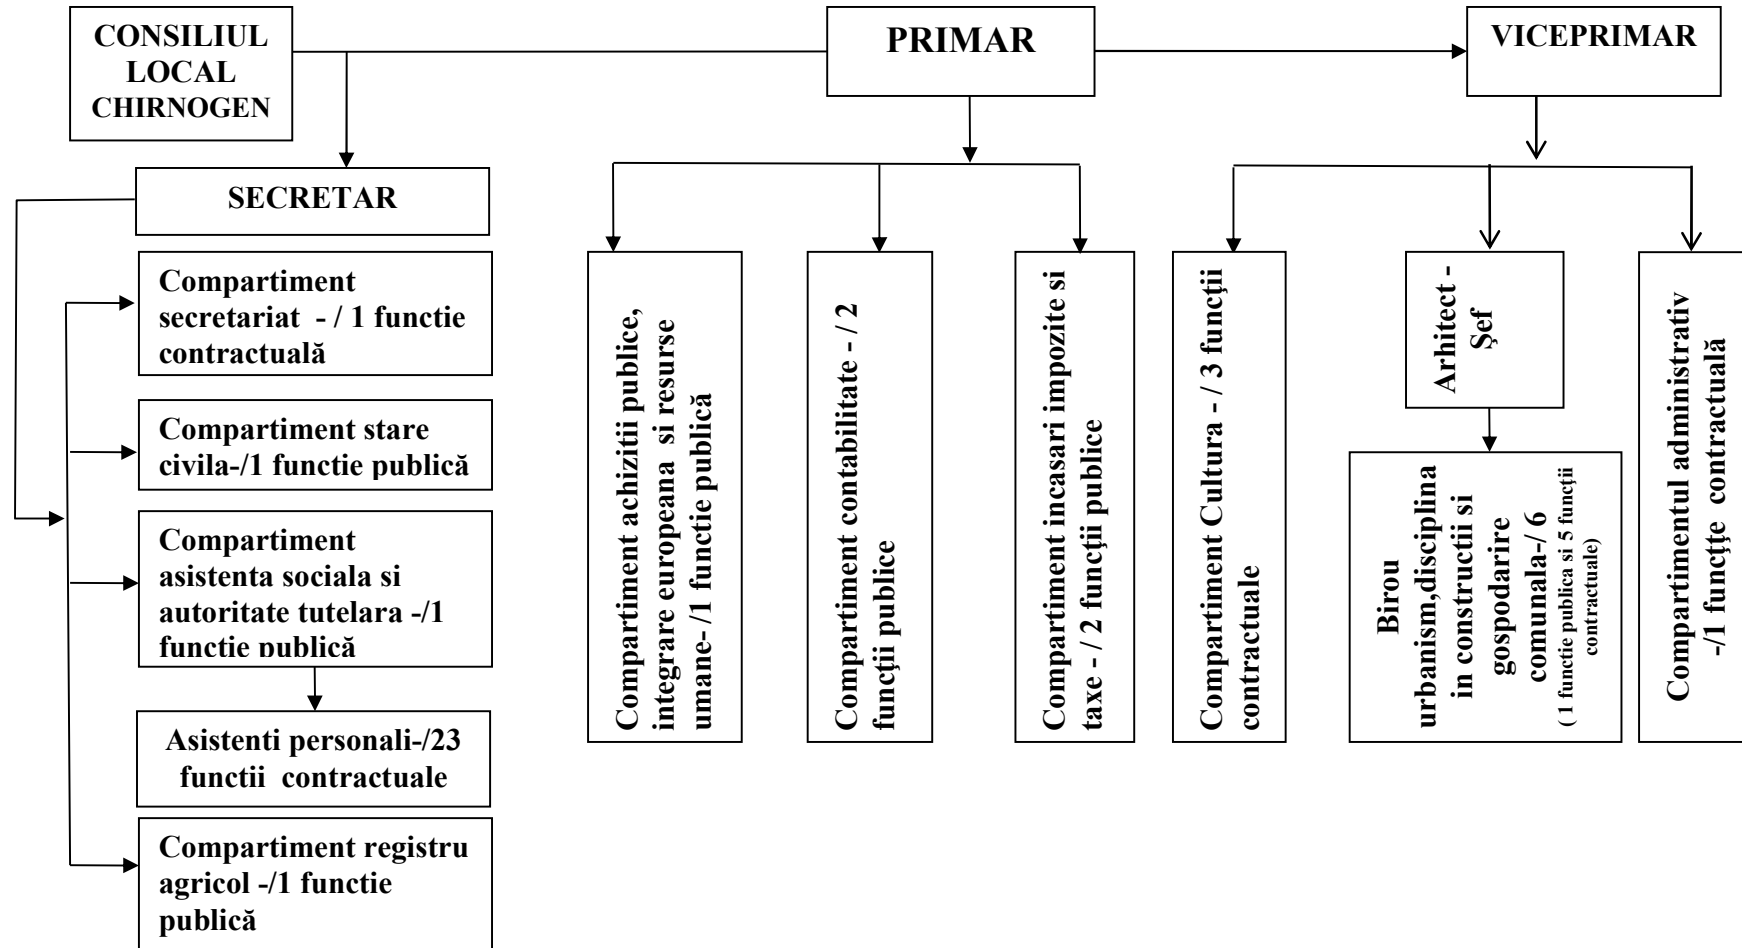 CONSILIUL
LOCAL
CHIRNOGEN
PRIMAR
VICEPRIMAR
SECRETAR
Compartiment
secretariat - / 1 functie
contractuală
Compartiment stare
civila-/1 functie publică
Compartiment
asistenta sociala si
autoritate tutelara -/1
functie publică
Asistenti personali-/23
functii contractuale
Compartiment registru
agricol -/1 functie
publică
Compartiment achizitii publice,
integrare europeana si resurse
umane- /1 functie publică
Compartiment contabilitate - / 2
funcţii publice
Compartiment incasari impozite si
taxe - / 2 funcţii publice
Compartiment Cultura - / 3 funcţii
contractuale
Arhitect -
Şef
Birou
urbanism,disciplina
in constructii si
gospodarire
comunala-/ 6
( 1 functie publica si 5 funcţii
contractuale)
Compartimentul administrativ
-/1 funcţţe contractuală